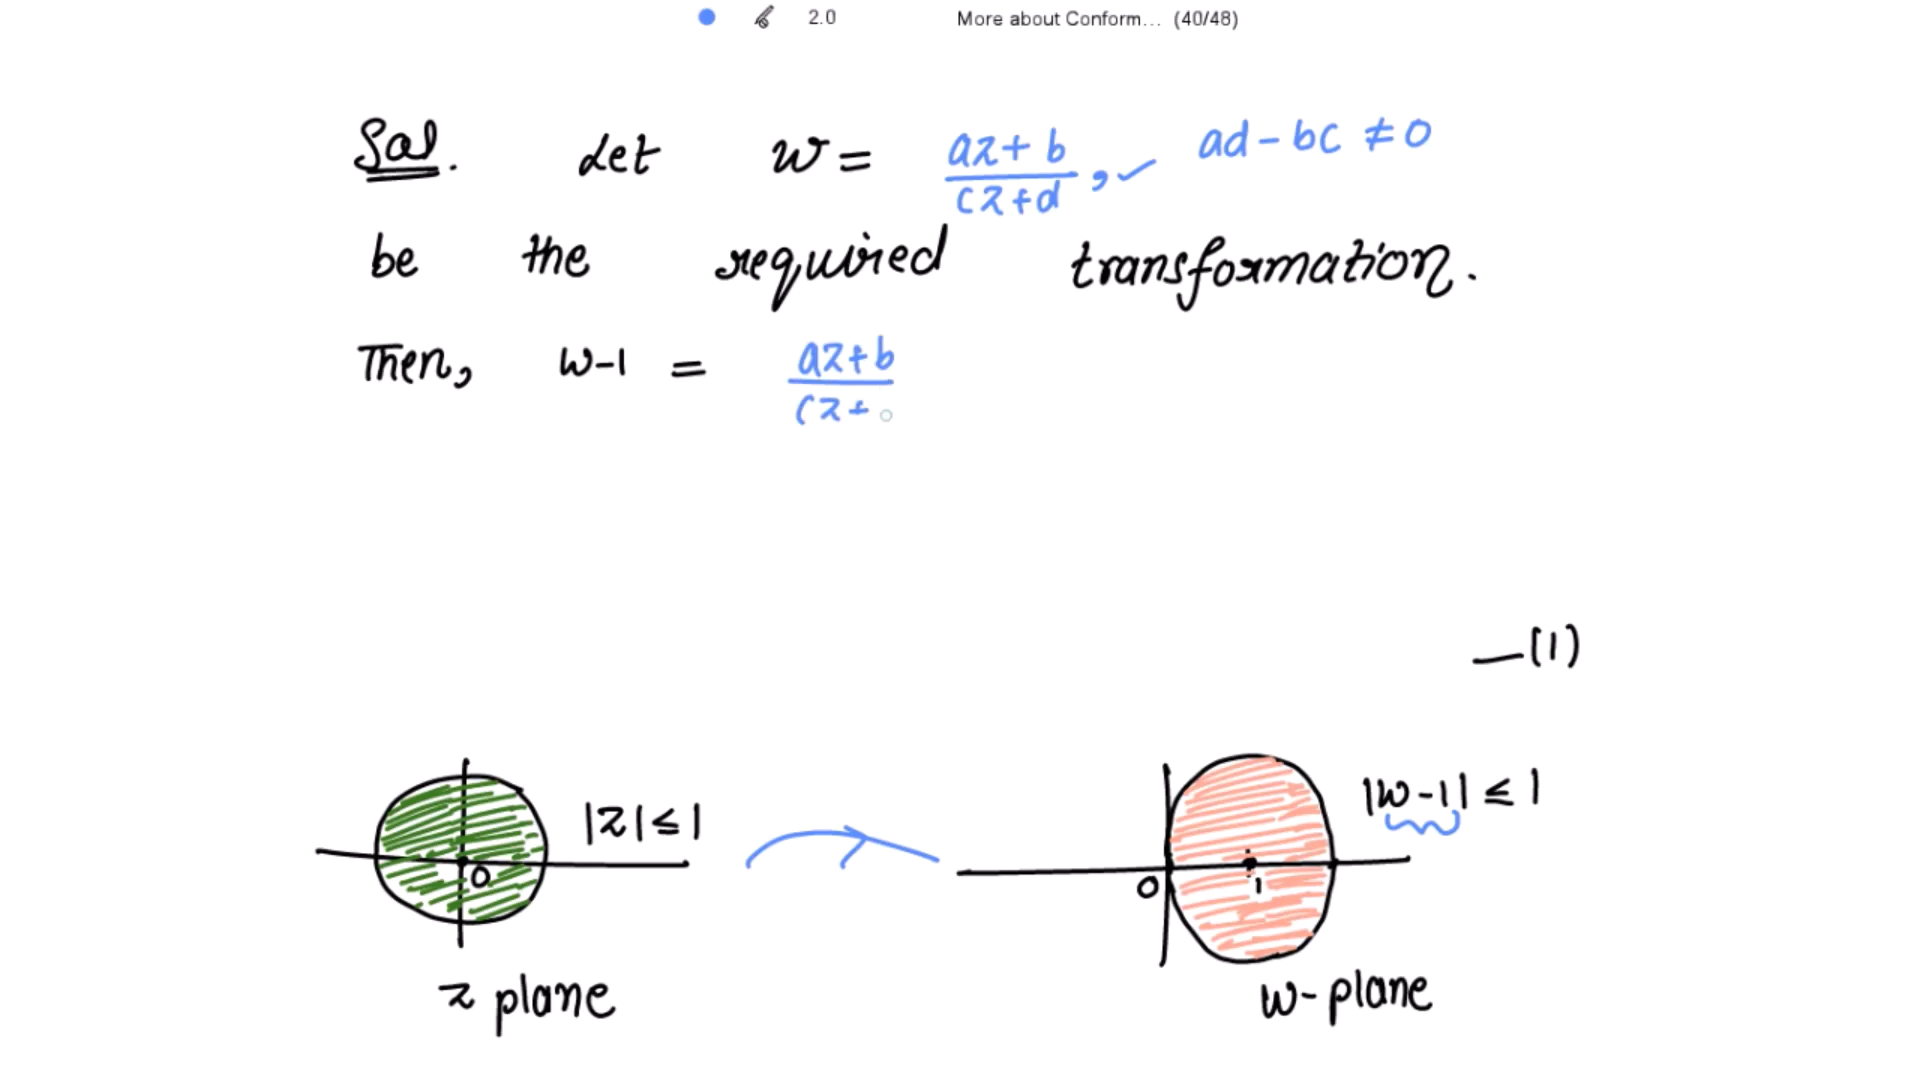 2.0 More about Conform... (40/48)
Sol. Let w = az+b/cz+d, ✓ ad-bc ≠ 0
be the required transformation.
Then, w-1 = az+b/cz+
—(1)
|z| ≤ 1
|w-1| ≤ 1
0
0 1
z plane
w-plane